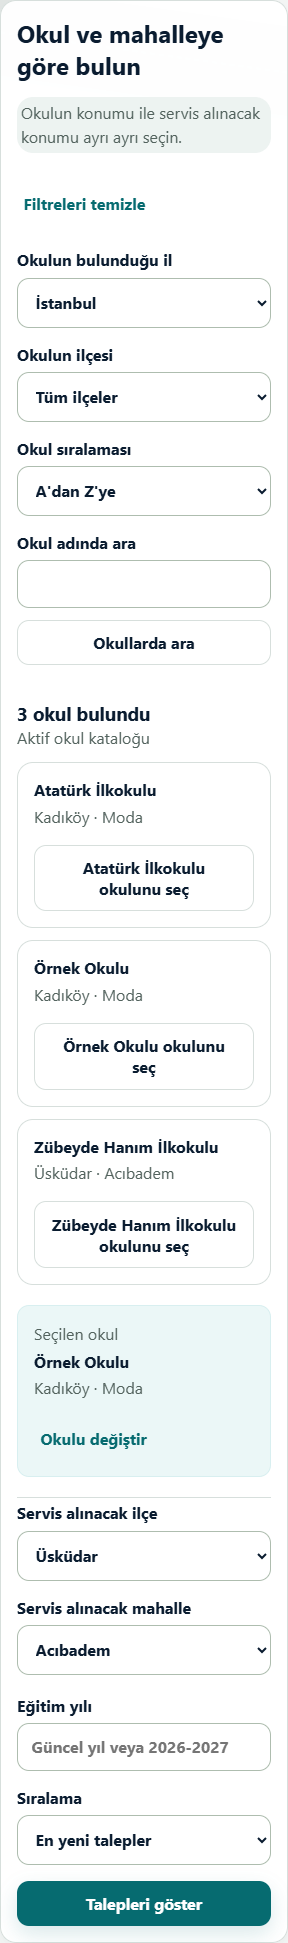 Okul ve mahalleye
göre bulun
Okulun konumu ile servis alınacak
konumu ayrı ayrı seçin.
Filtreleri temizle
Okulun bulunduğu il
İstanbul
Okulun ilçesi
Tüm ilçeler
Okul sıralaması
A'dan Z'ye
Okul adında ara
Okullarda ara
3 okul bulundu
Aktif okul kataloğu
Atatürk İlkokulu
Kadıköy · Moda
Atatürk İlkokulu
okulunu seç
Örnek Okulu
Kadıköy · Moda
Örnek Okulu okulunu
seç
Zübeyde Hanım İlkokulu
Üsküdar · Acıbadem
Zübeyde Hanım İlkokulu
okulunu seç
Seçilen okul
Örnek Okulu
Kadıköy · Moda
Okulu değiştir
Servis alınacak ilçe
Üsküdar
Servis alınacak mahalle
Acıbadem
Eğitim yılı
Güncel yıl veya 2026-2027
Sıralama
En yeni talepler
Talepleri göster